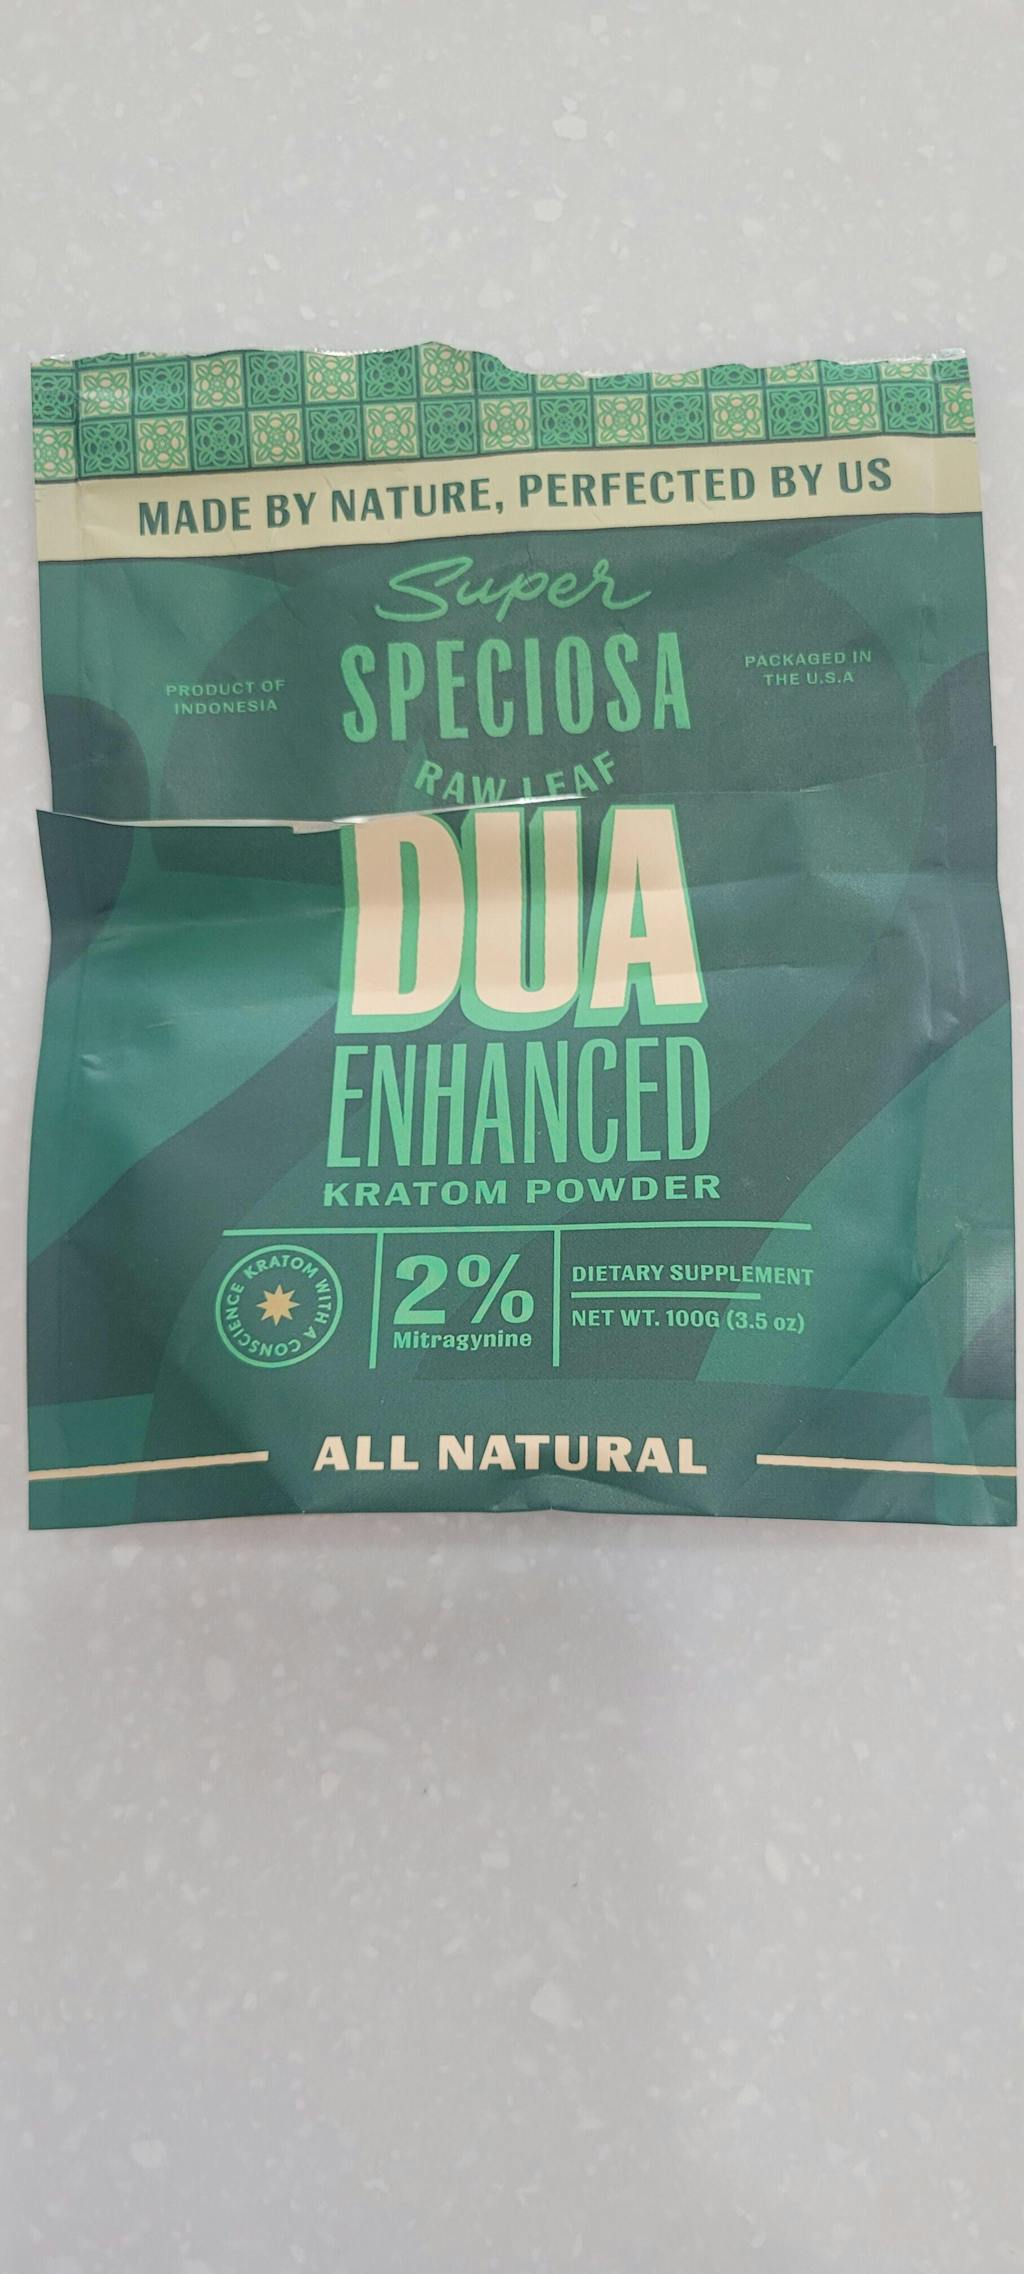 MADE BY NATURE, PERFECTED BY US
Super
SPECIOSA
PRODUCT OF
INDONESIA
PACKAGED IN
THE U.S.A
RAW LEAF
DUA
ENHANCED
KRATOM POWDER
KRATOM WITH A CONSCIENCE
2%
Mitragynine
DIETARY SUPPLEMENT
NET WT. 100G (3.5 oz)
ALL NATURAL